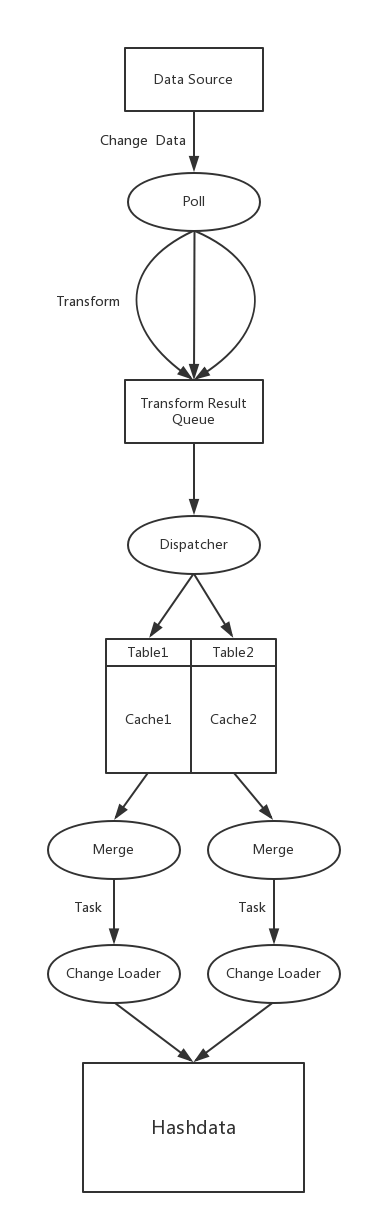 Data Source
Change Data
Poll
Transform
Transform Result
Queue
Dispatcher
Table1 Table2
Cache1 Cache2
Merge Merge
Task Task
Change Loader Change Loader
Hashdata